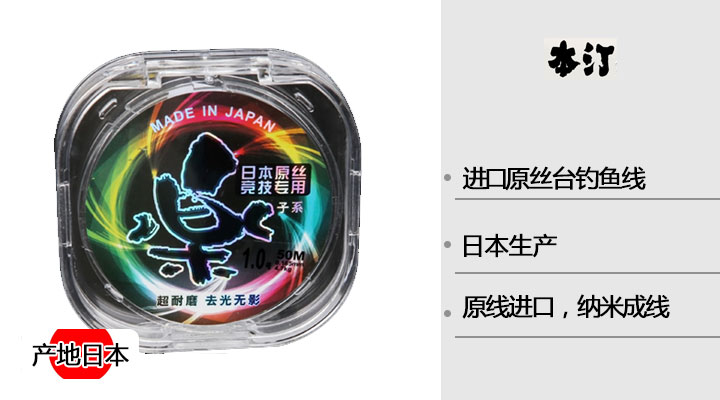 MADE IN JAPAN
日本原丝
竞技专用
子系
1.0号
50M
超耐磨 去光无影
产地日本
本汀
进口原丝台钓鱼线
日本生产
原线进口，纳米成线